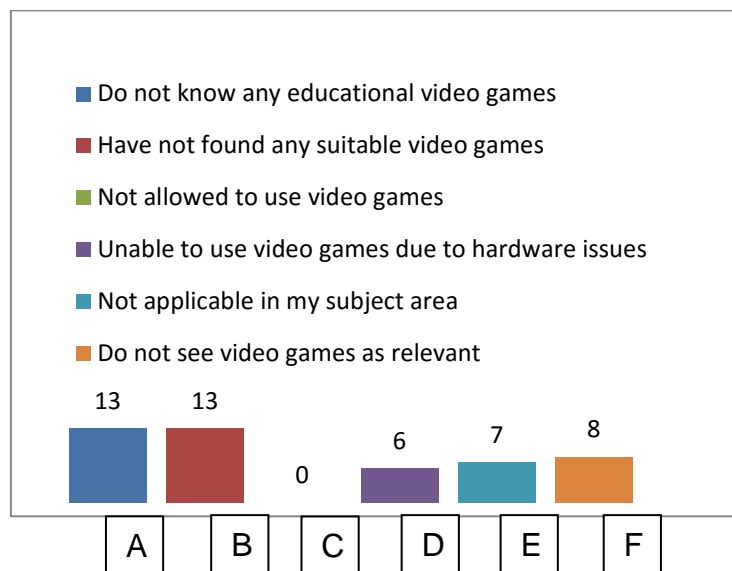 Do not know any educational video games
Have not found any suitable video games
Not allowed to use video games
Unable to use video games due to hardware issues
Not applicable in my subject area
Do not see video games as relevant
13 13 0 6 7 8
A B C D E F